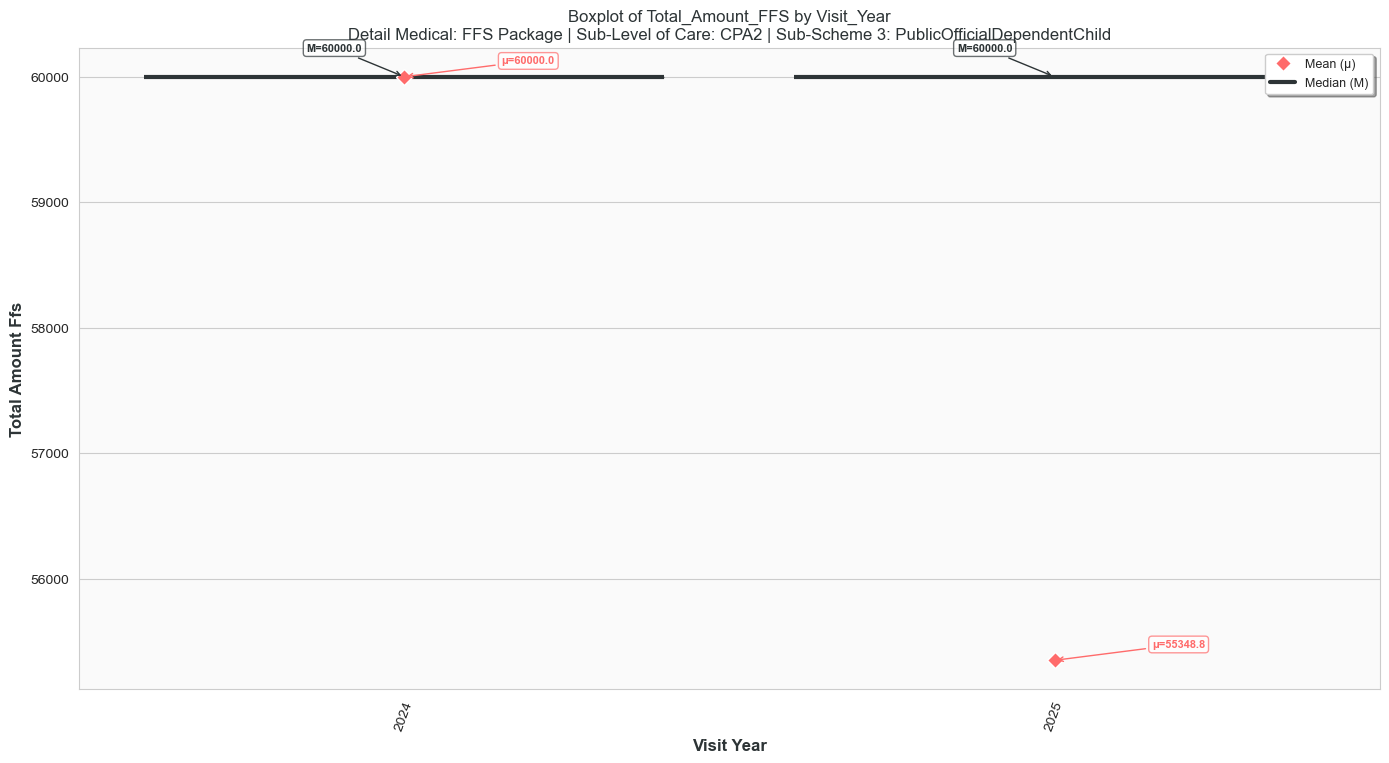 Boxplot of Total_Amount_FFS by Visit_Year
Detail Medical: FFS Package | Sub-Level of Care: CPA2 | Sub-Scheme 3: PublicOfficialDependentChild
M=60000.0
μ=60000.0
M=60000.0
Mean (μ)
Median (M)
60000
59000
58000
57000
56000
Total Amount Ffs
μ=55348.8
2024
2025
Visit Year